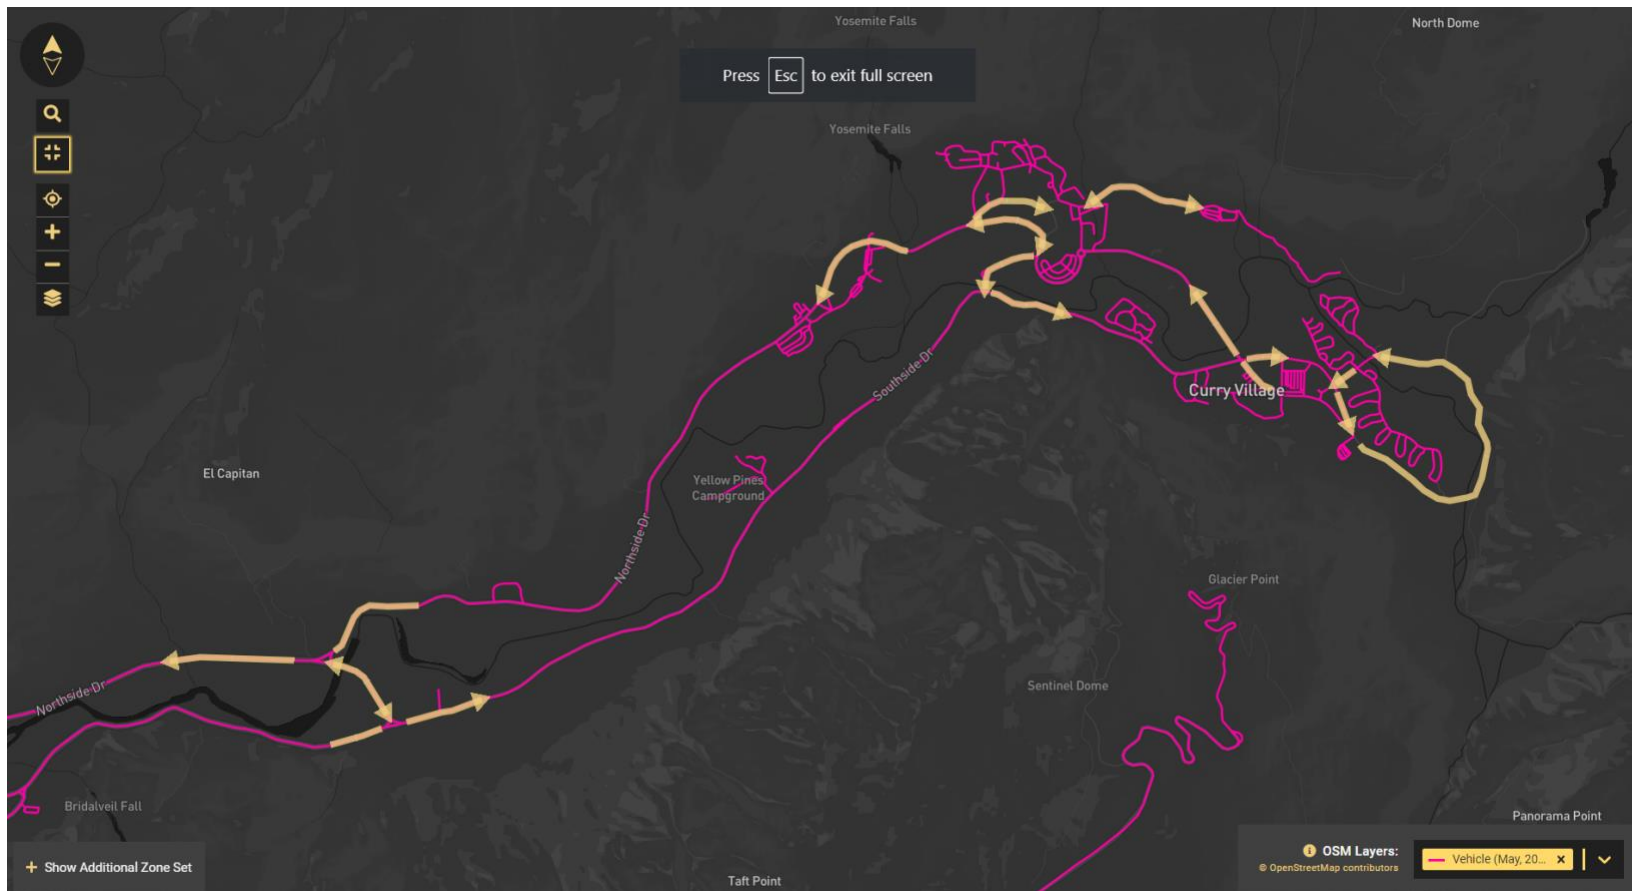 Yosemite Falls
North Dome
Press Esc to exit full screen
Yosemite Falls
Southside Dr
Curry Village
El Capitan
Yellow Pines
Campground
Northside Dr
Glacier Point
Sentinel Dome
Northside Dr
Bridalveil Fall
Panorama Point
OSM Layers:
© OpenStreetMap contributors
Vehicle (May, 20...
+ Show Additional Zone Set
Taft Point